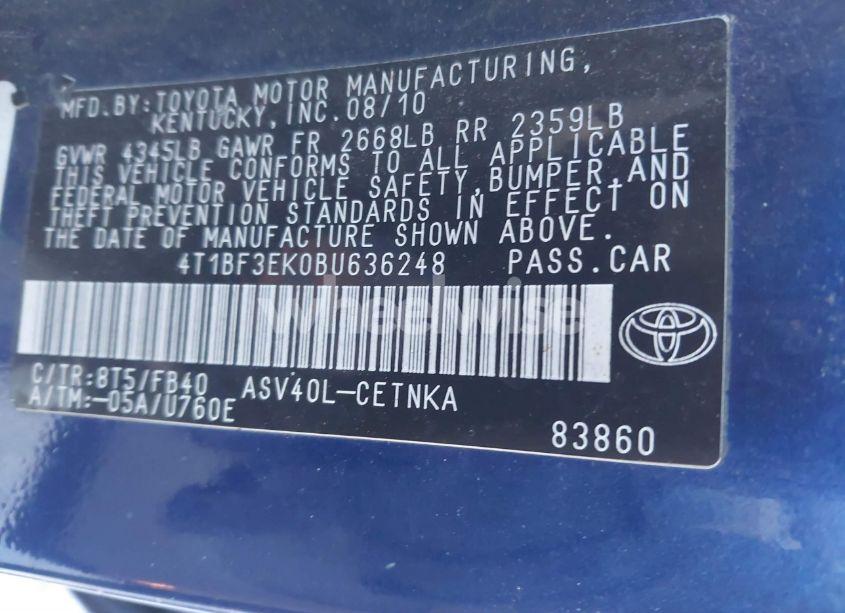 MFD.BY:TOYOTA MOTOR MANUFACTURING,
KENTUCKY,INC.08/10
GVWR 4345LB GAWR FR 2668LB RR 2359LB
THIS VEHICLE CONFORMS TO ALL APPLICABLE
FEDERAL MOTOR VEHICLE SAFETY,BUMPER,AND
THEFT PREVENTION STANDARDS IN EFFECT ON
THE DATE OF MANUFACTURE SHOWN ABOVE.
4T1BF3EK0BU636248 PASS.CAR
wheelwise
C/TR:8T5/FB40 ASV40L-CETNKA
A/TM:-05A/U760E
83860